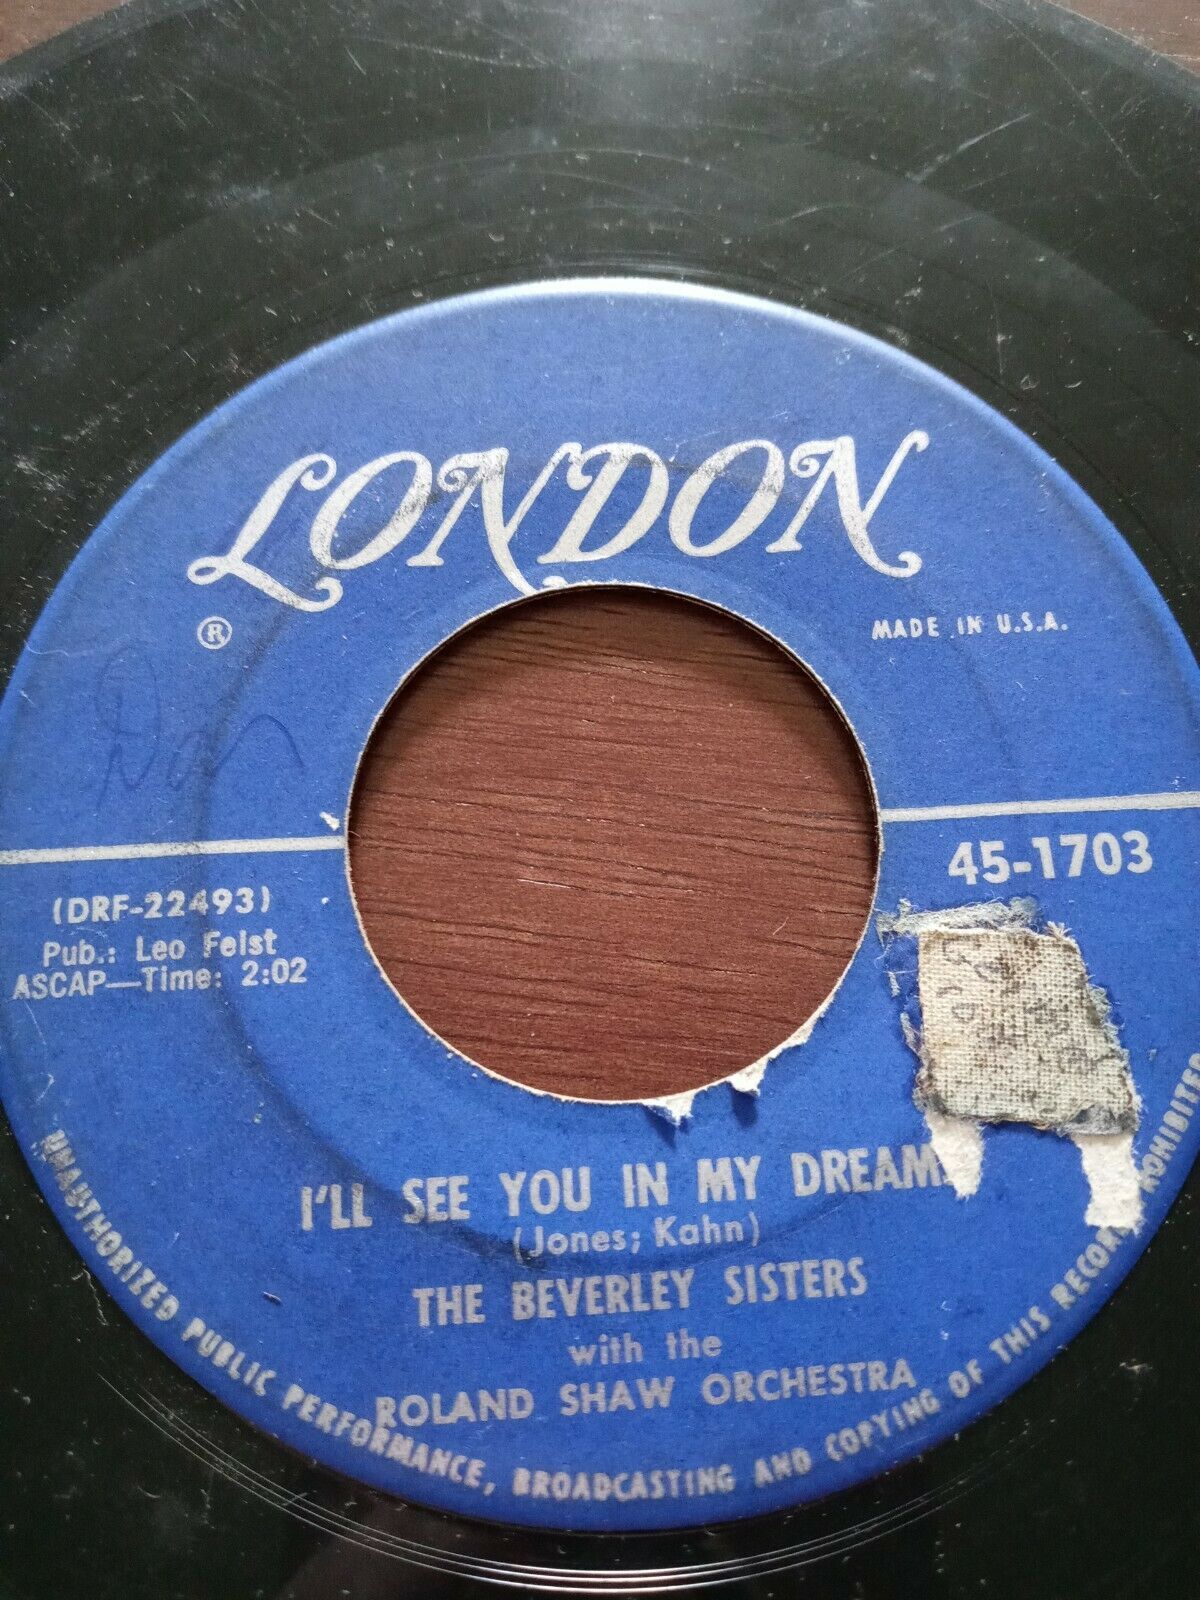 LONDON
®
MADE IN U.S.A.
45-1703
(DRF-22493)
Pub.: Leo Feist
ASCAP—Time: 2:02
I'LL SEE YOU IN MY DREAM
(Jones; Kahn)
THE BEVERLEY SISTERS
with the
ROLAND SHAW ORCHESTRA
UNAUTHORIZED PUBLIC PERFORMANCE, BROADCASTING AND COPYING OF THIS RECORD